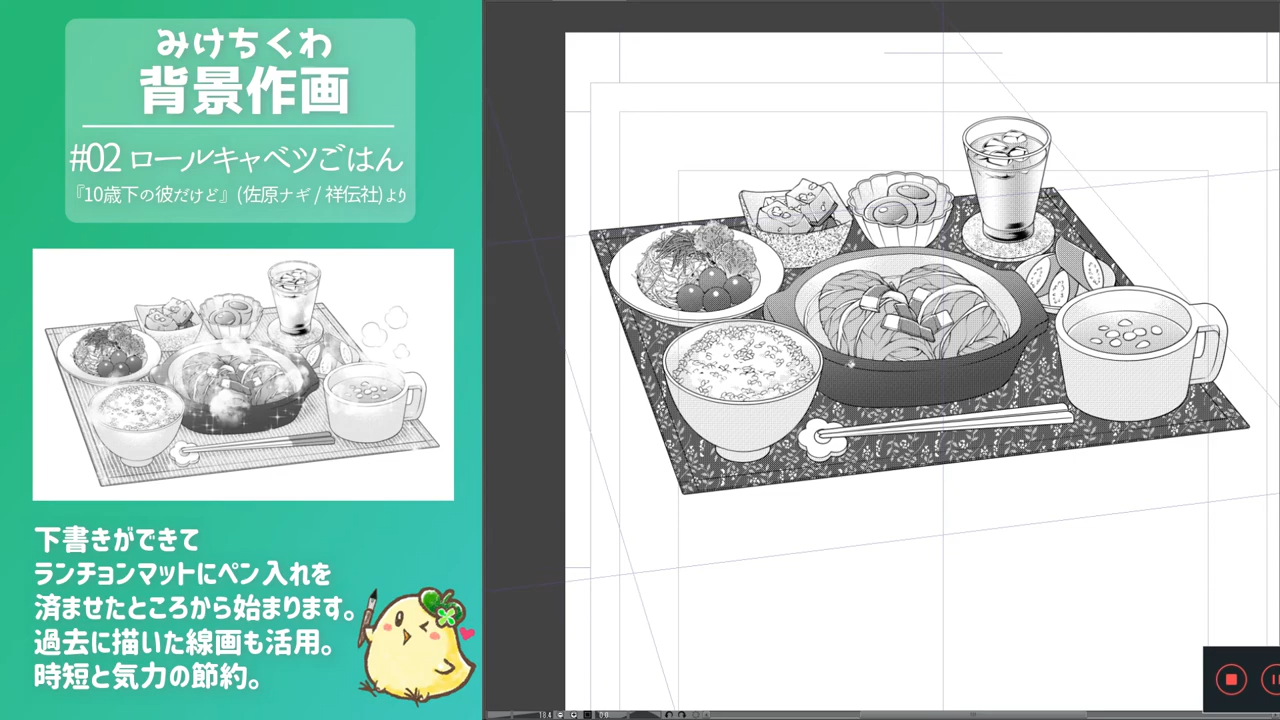 みけちくわ
背景作画
#02 ロールキャベツごはん
『10歳下の彼だけど』(佐原ナギ / 祥伝社)より
下書きができて
ランチョンマットにペン入れを
済ませたところから始まります。
過去に描いた線画も活用。
時短と気力の節約。
18.4
0.0